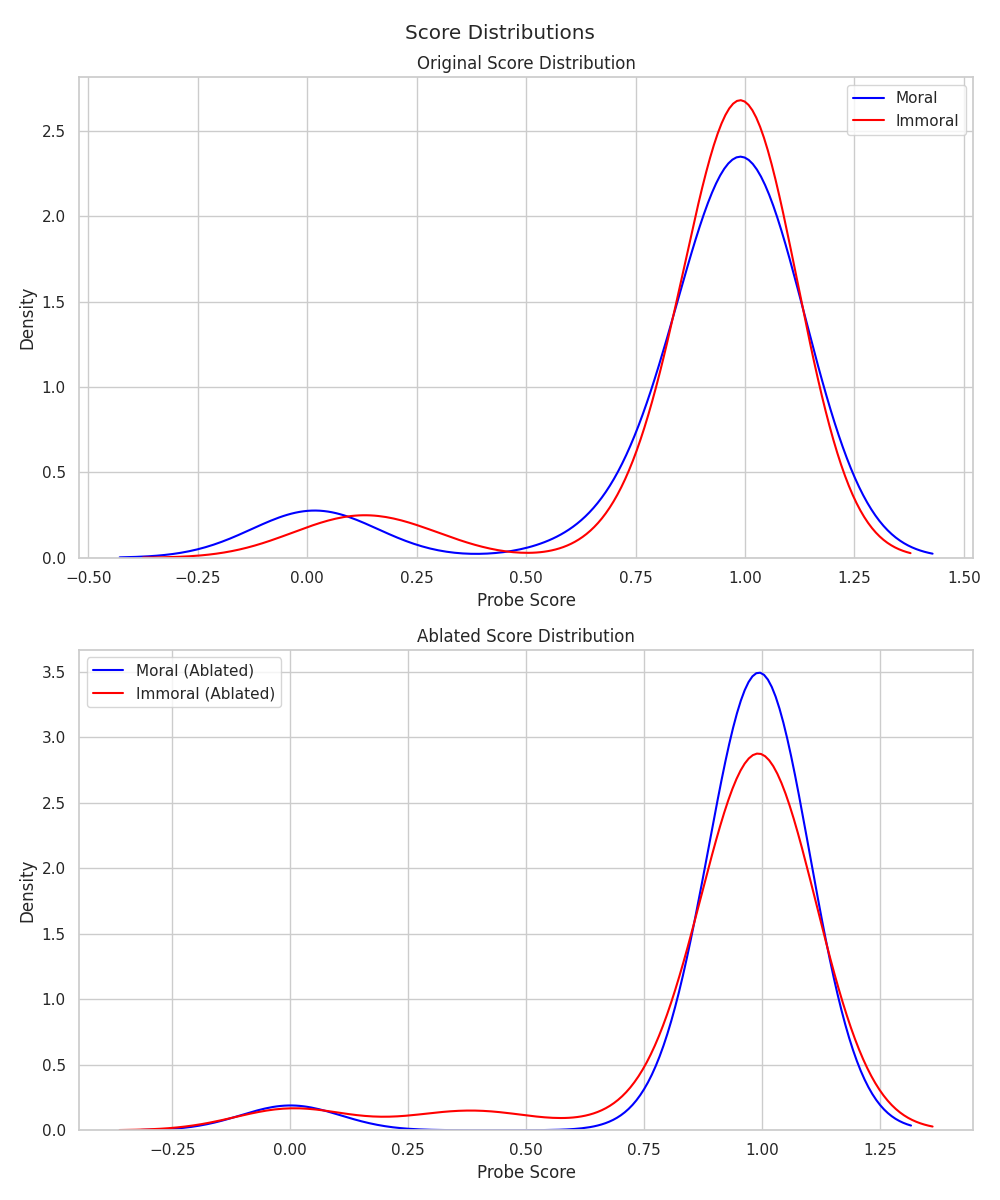 Score Distributions
Original Score Distribution
Moral
Immoral
Density
2.5
2.0
1.5
1.0
0.5
0.0
−0.50 −0.25 0.00 0.25 0.50 0.75 1.00 1.25 1.50
Probe Score
Ablated Score Distribution
Moral (Ablated)
Immoral (Ablated)
Density
3.5
3.0
2.5
2.0
1.5
1.0
0.5
0.0
−0.25 0.00 0.25 0.50 0.75 1.00 1.25
Probe Score